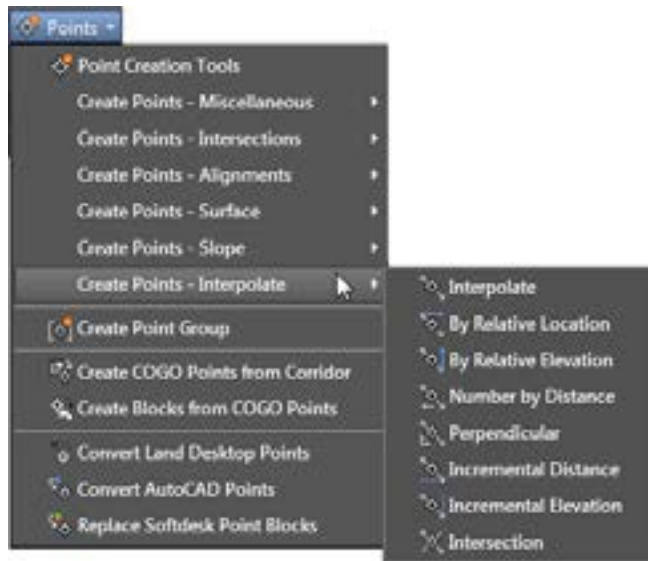 Points
Point Creation Tools
Create Points - Miscellaneous
Create Points - Intersections
Create Points - Alignments
Create Points - Surface
Create Points - Slope
Create Points - Interpolate
Create Point Group
Create COGO Points from Corridor
Create Blocks from COGO Points
Convert Land Desktop Points
Convert AutoCAD Points
Replace Softdesk Point Blocks
Interpolate
By Relative Location
By Relative Elevation
Number by Distance
Perpendicular
Incremental Distance
Incremental Elevation
Intersection